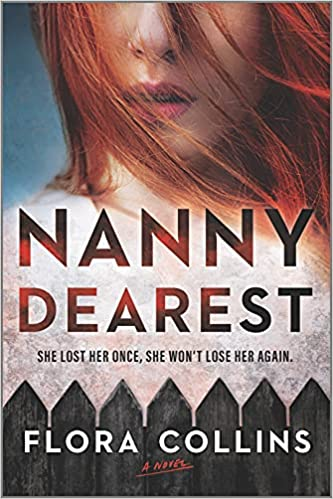 NANNY
DEAREST
SHE LOST HER ONCE, SHE WON'T LOSE HER AGAIN.
FLORA COLLINS
A NOVEL